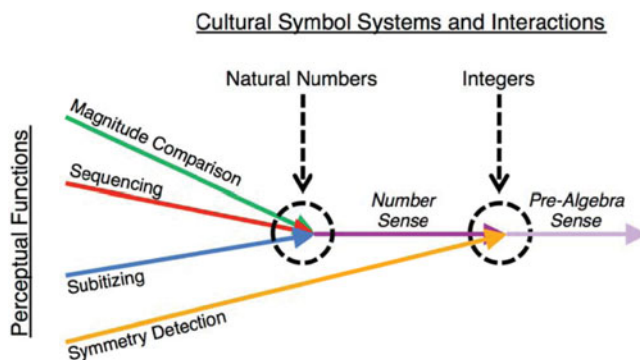 Cultural Symbol Systems and Interactions
Natural Numbers
Integers
Perceptual Functions
Magnitude Comparison
Sequencing
Number
Sense
Pre-Algebra
Sense
Subitizing
Symmetry Detection